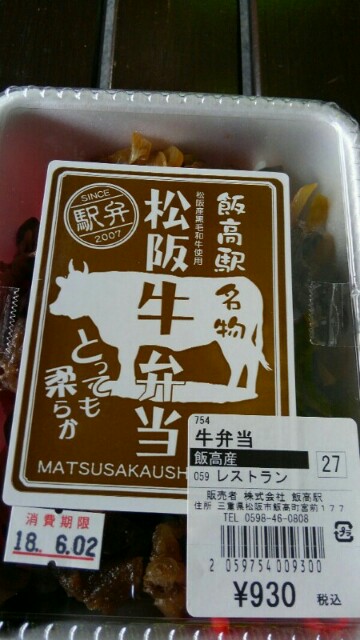 SINCE
駅弁
2007
飯高駅名物
松阪産黒毛和牛使用
松阪牛弁当
とっても
柔らか
MATSUSAKAUSH
754
牛弁当
飯高産
059 レストラン
27
販売者 株式会社 飯高駅
住所 三重県松阪市飯高町宮前177
TEL 0598-46-0808
2 059754 009300
プラ
¥930 税込
消費期限
18. 6.02